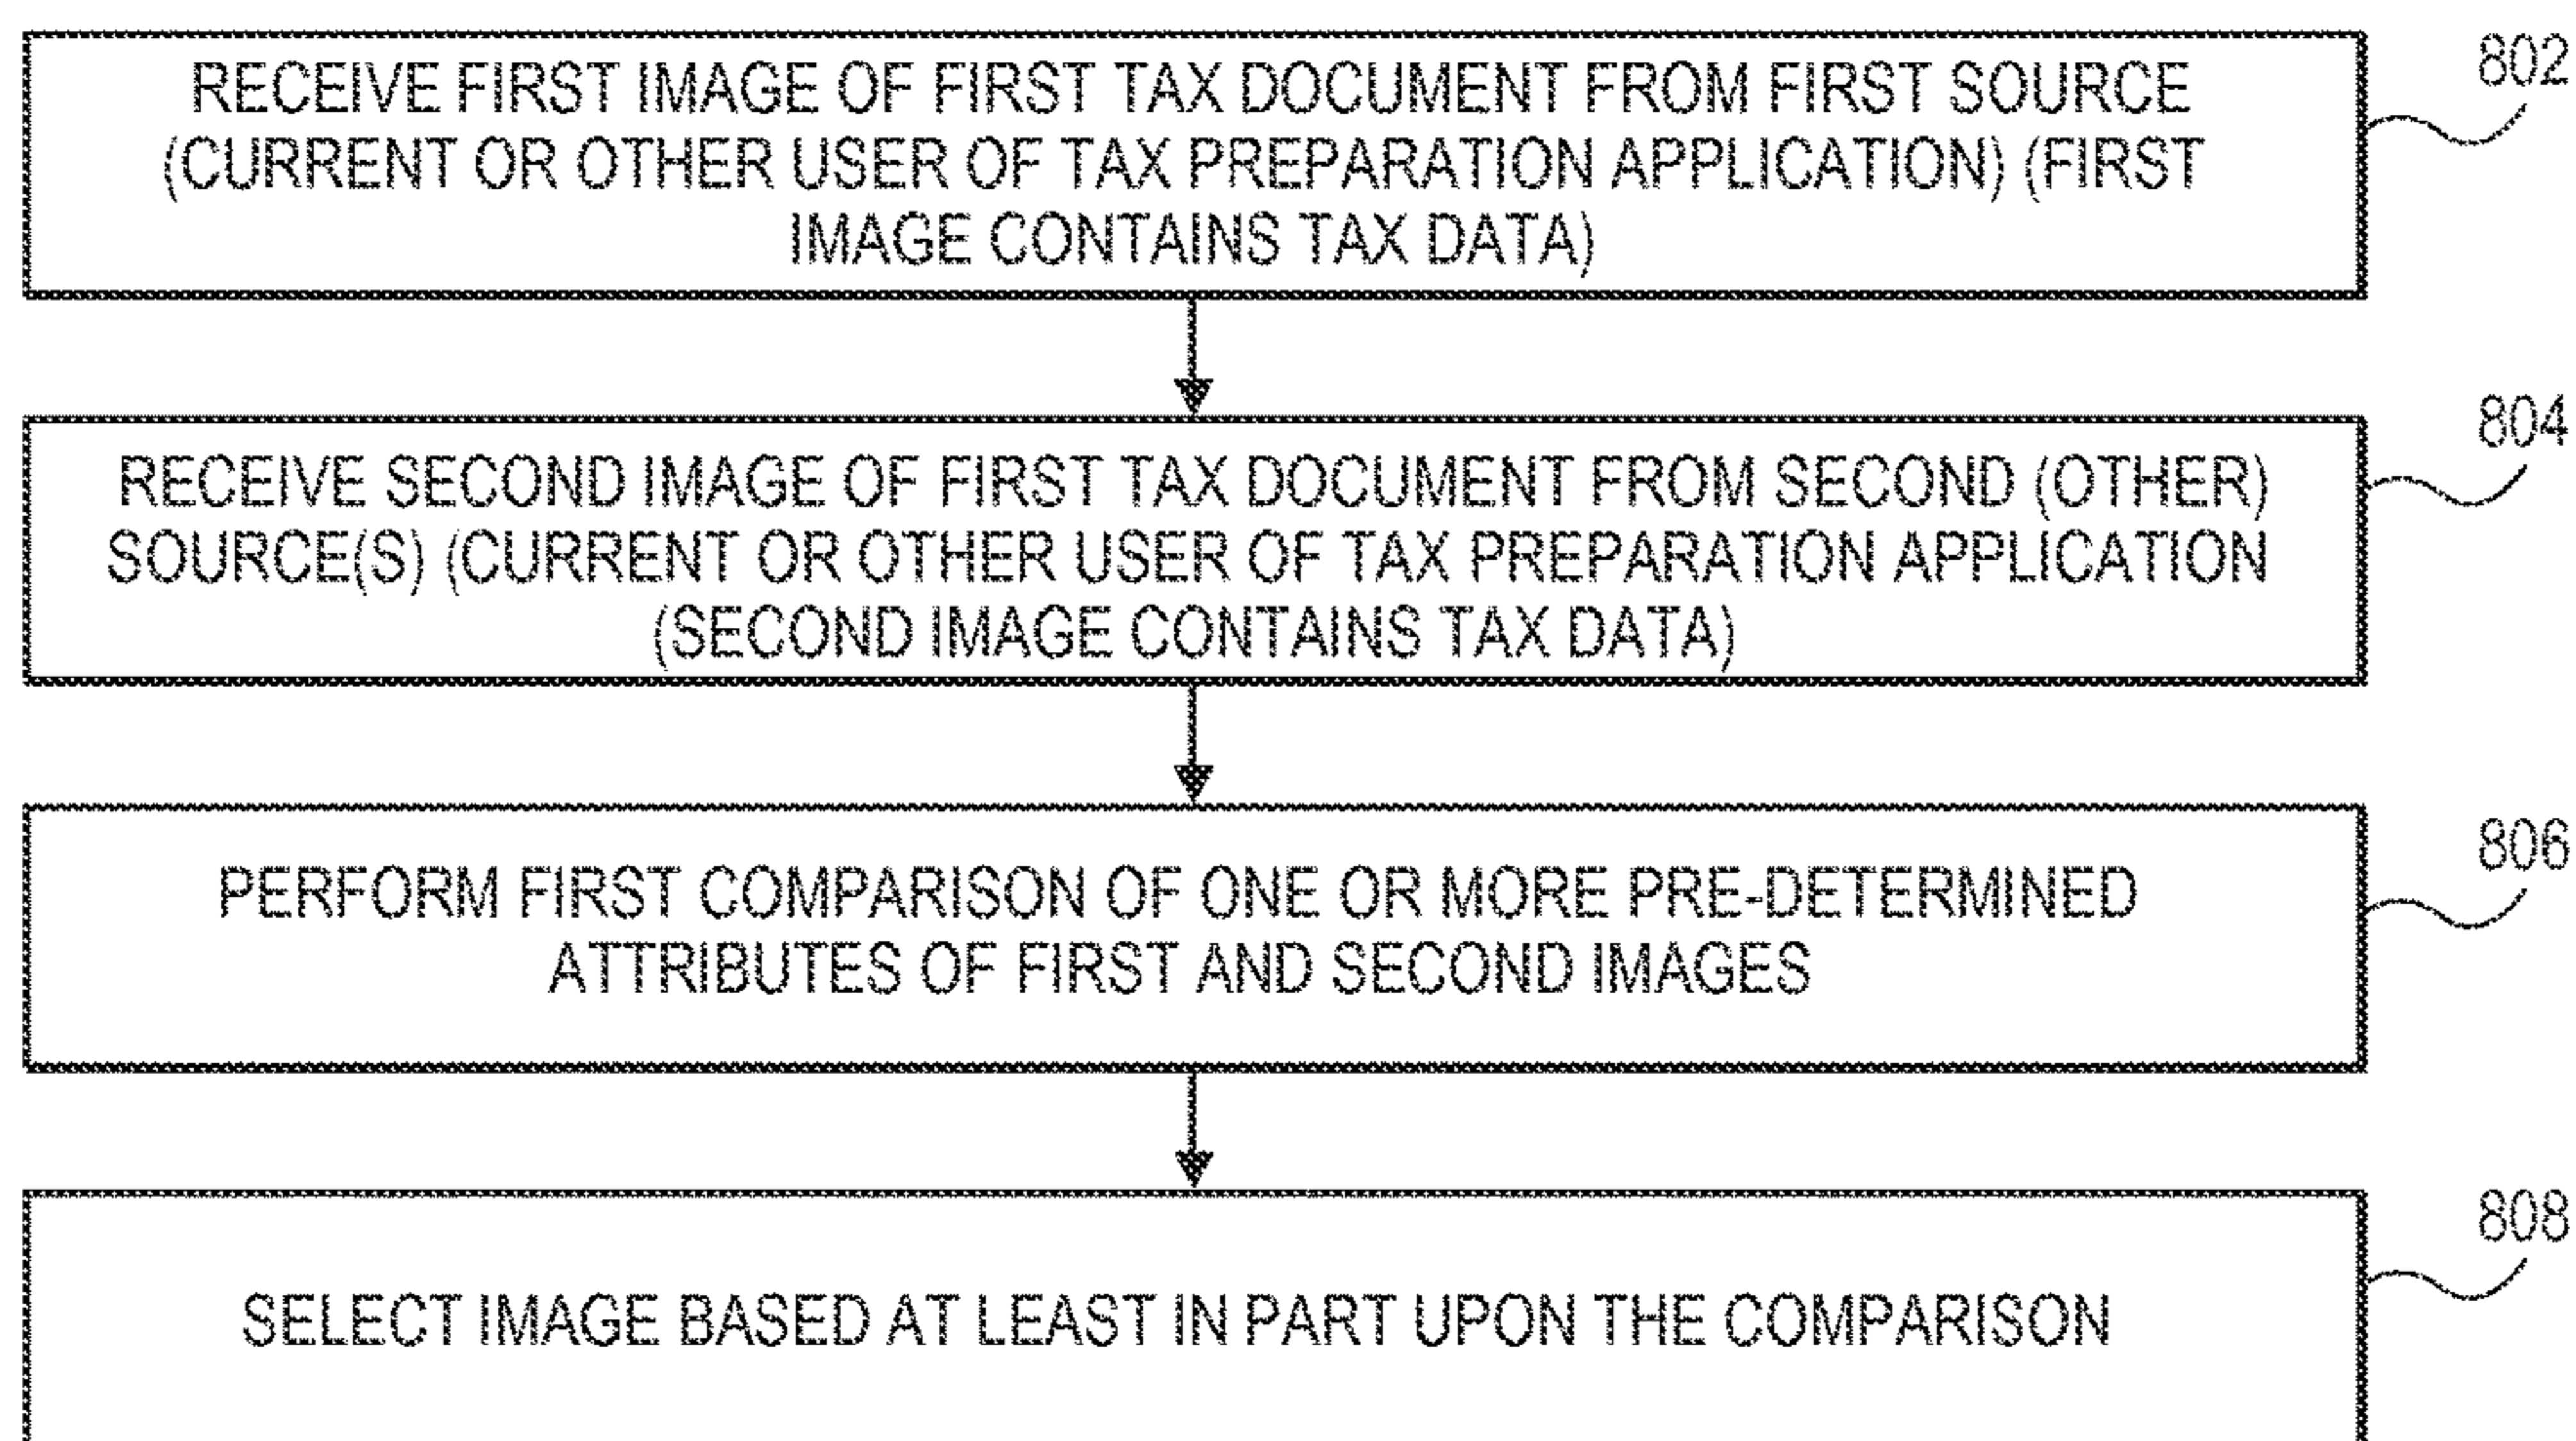 802
RECEIVE FIRST IMAGE OF FIRST TAX DOCUMENT FROM FIRST SOURCE
(CURRENT OR OTHER USER OF TAX PREPARATION APPLICATION) (FIRST
IMAGE CONTAINS TAX DATA)
804
RECEIVE SECOND IMAGE OF FIRST TAX DOCUMENT FROM SECOND (OTHER)
SOURCE(S) (CURRENT OR OTHER USER OF TAX PREPARATION APPLICATION
(SECOND IMAGE CONTAINS TAX DATA)
806
PERFORM FIRST COMPARISON OF ONE OR MORE PRE-DETERMINED
ATTRIBUTES OF FIRST AND SECOND IMAGES
808
SELECT IMAGE BASED AT LEAST IN PART UPON THE COMPARISON